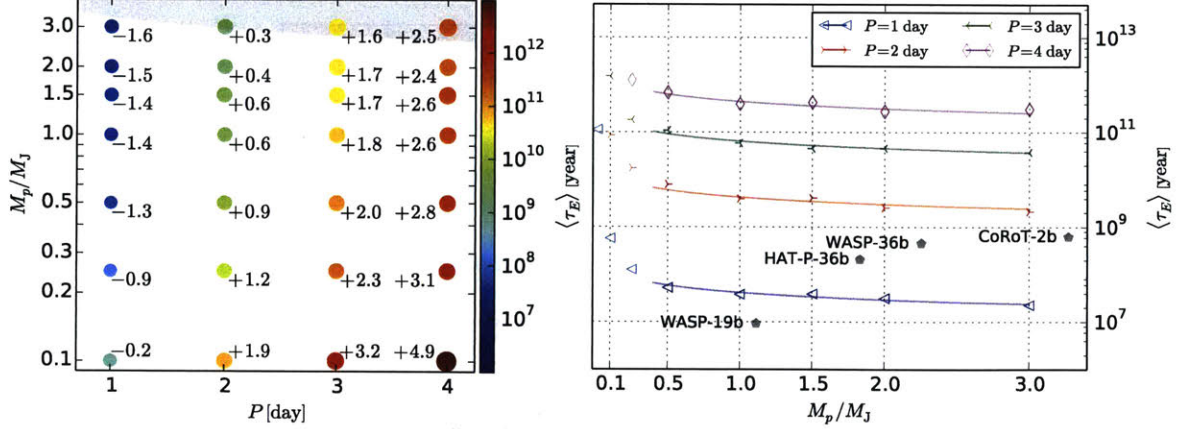 3.0 −1.6 +0.3 +1.6 +2.5
2.0 −1.5 +0.4 +1.7 +2.4
1.5 −1.4 +0.6 +1.7 +2.6
1.0 −1.4 +0.6 +1.8 +2.6
0.5 −1.3 +0.9 +2.0 +2.8
0.3
0.2 −0.9 +1.2 +2.3 +3.1
0.1 −0.2 +1.9 +3.2 +4.9
M_p/M_J
1 2 3 4
P [day]
10^12
10^11
10^10
10^9
10^8
10^7
⟨τ_E⟩ [year]
P=1 day P=3 day
P=2 day P=4 day
WASP-36b CoRoT-2b
HAT-P-36b
WASP-19b
10^13
10^11
10^9
10^7
⟨τ_E⟩ [year]
0.1 0.5 1.0 1.5 2.0 3.0
M_p/M_J